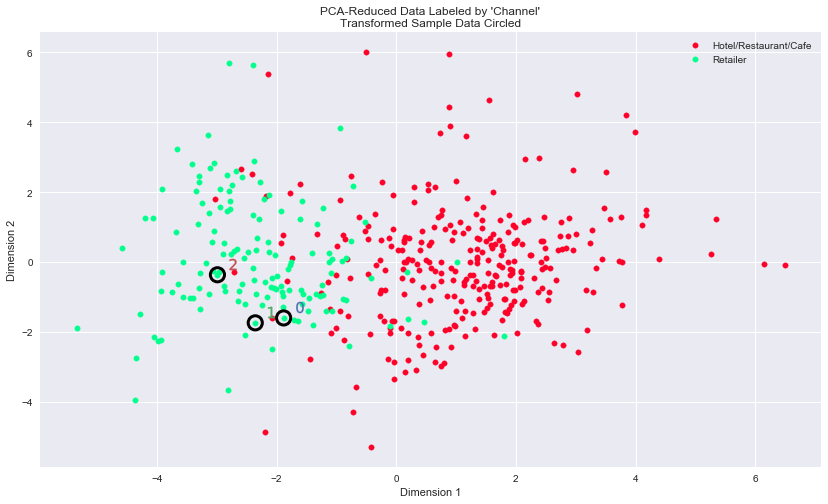 PCA-Reduced Data Labeled by 'Channel'
Transformed Sample Data Circled
Hotel/Restaurant/Cafe
Retailer
6
4
2
0
−2
−4
Dimension 2
2
1
0
−4
−2
0
2
4
6
Dimension 1